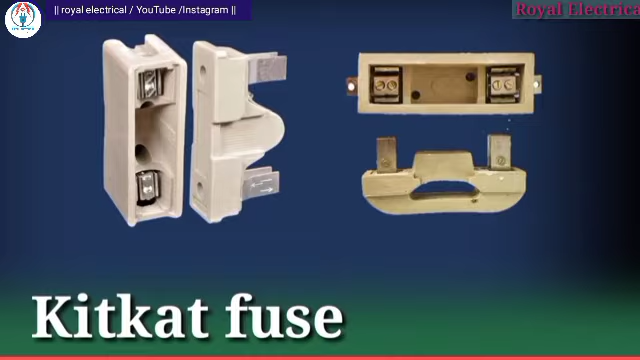 || royal electrical / YouTube /Instagram ||
Royal Electrica
Kitkat fuse